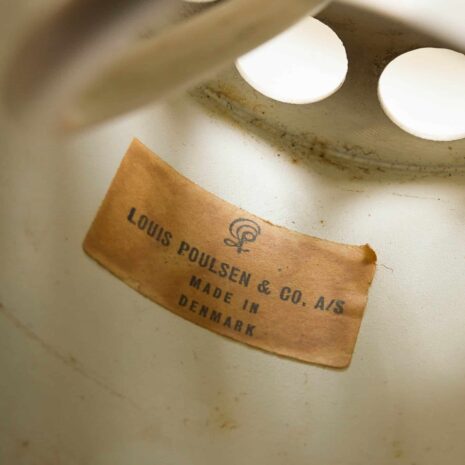 LOUIS POULSEN & CO. A/S
MADE IN
DENMARK